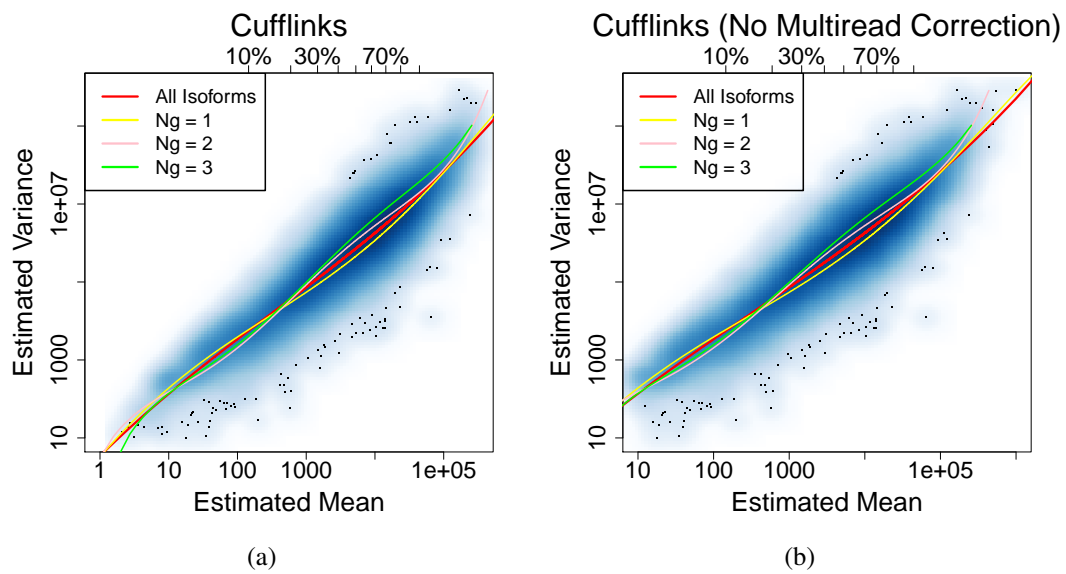 Cufflinks
10% 30% 70%
All Isoforms
Ng = 1
Ng = 2
Ng = 3
Estimated Variance
10 1000 1e+07
1 10 100 1000 1e+05
Estimated Mean
(a)
Cufflinks (No Multiread Correction)
10% 30% 70%
All Isoforms
Ng = 1
Ng = 2
Ng = 3
Estimated Variance
10 1000 1e+07
10 100 1000 1e+05
Estimated Mean
(b)